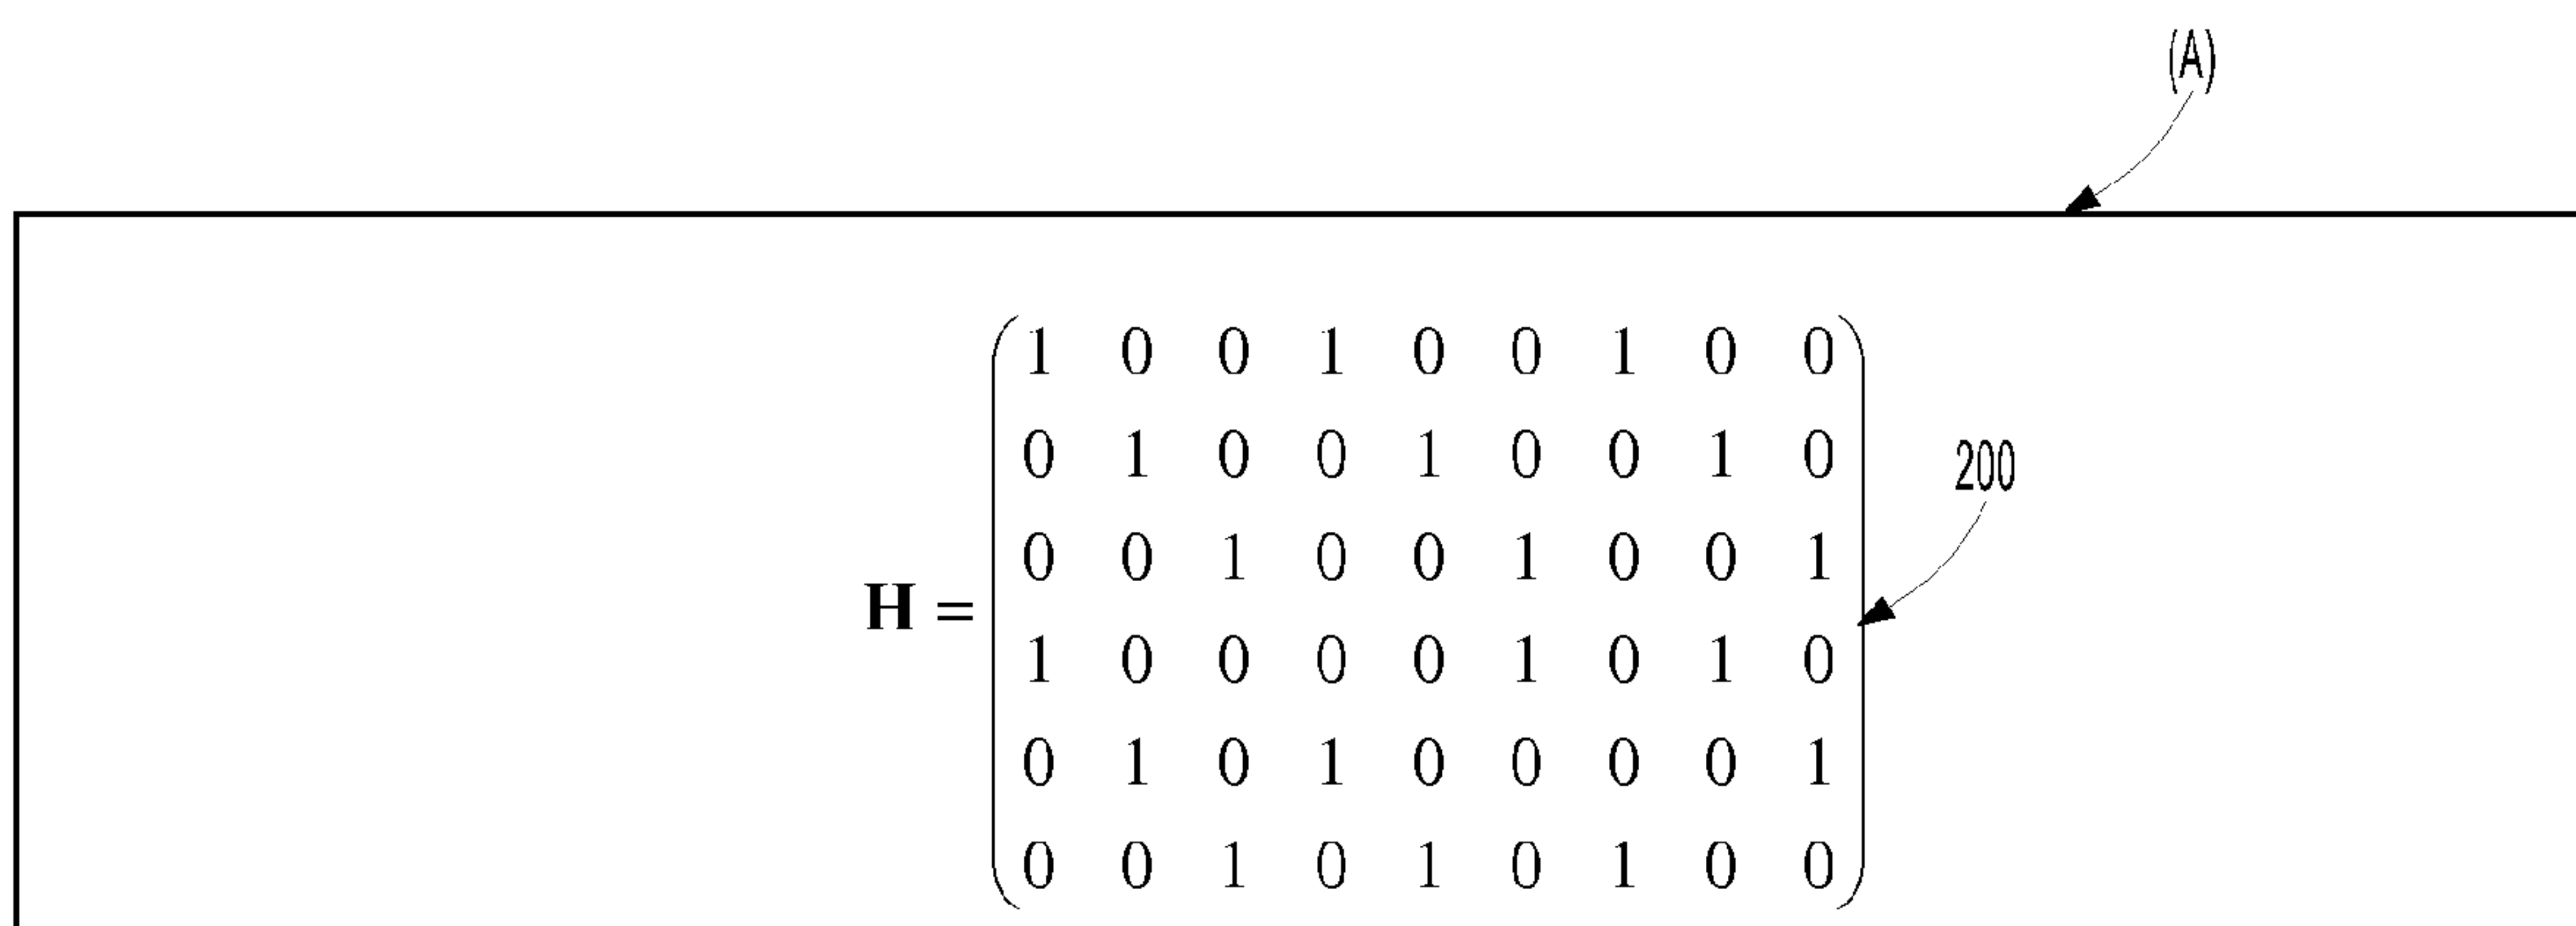 (A)
1 0 0 1 0 0 1 0 0
0 1 0 0 1 0 0 1 0
200
0 0 1 0 0 1 0 0 1
H =
1 0 0 0 0 1 0 1 0
0 1 0 1 0 0 0 0 1
0 0 1 0 1 0 1 0 0